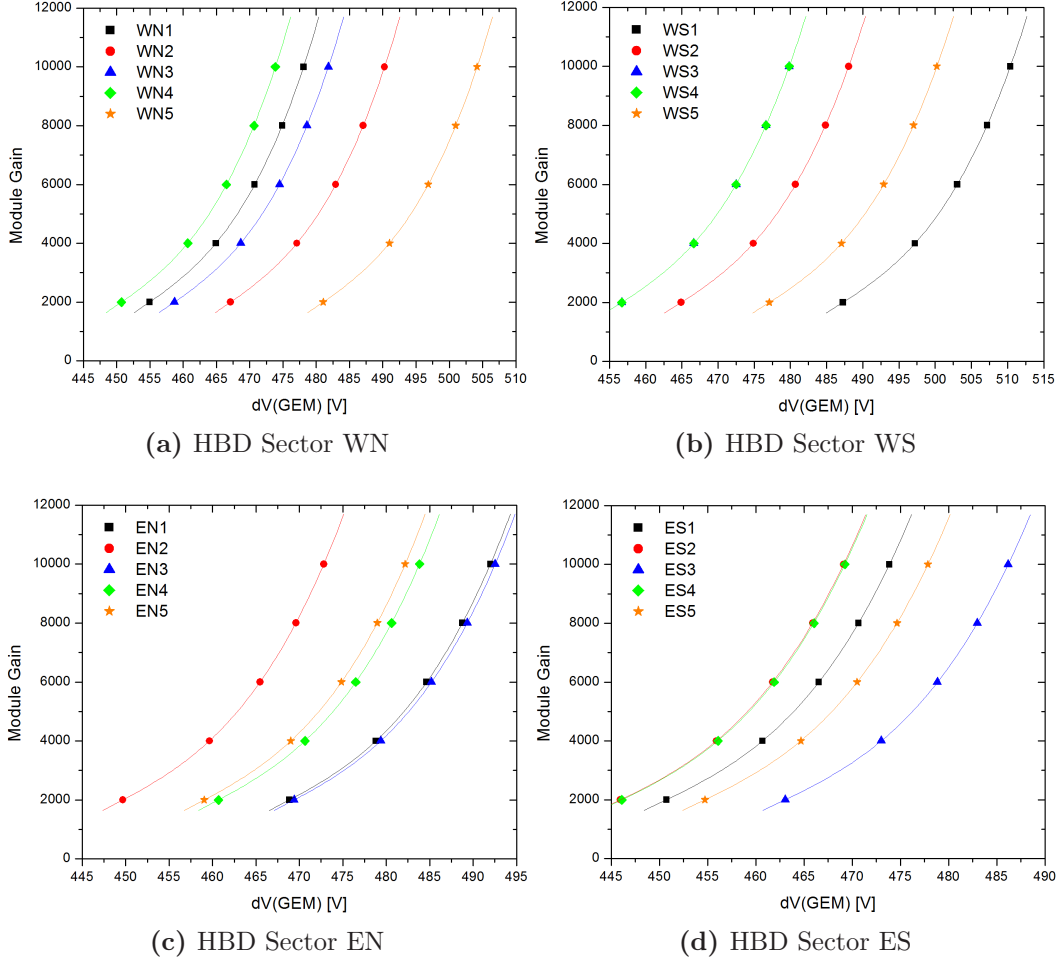 WN1
WN2
WN3
WN4
WN5
12000
10000
8000
6000
4000
2000
0
Module Gain
445 450 455 460 465 470 475 480 485 490 495 500 505 510
dV(GEM) [V]
(a) HBD Sector WN
WS1
WS2
WS3
WS4
WS5
12000
10000
8000
6000
4000
2000
0
Module Gain
455 460 465 470 475 480 485 490 495 500 505 510 515
dV(GEM) [V]
(b) HBD Sector WS
EN1
EN2
EN3
EN4
EN5
12000
10000
8000
6000
4000
2000
0
Module Gain
445 450 455 460 465 470 475 480 485 490 495
dV(GEM) [V]
(c) HBD Sector EN
ES1
ES2
ES3
ES4
ES5
12000
10000
8000
6000
4000
2000
0
Module Gain
445 450 455 460 465 470 475 480 485 490
dV(GEM) [V]
(d) HBD Sector ES